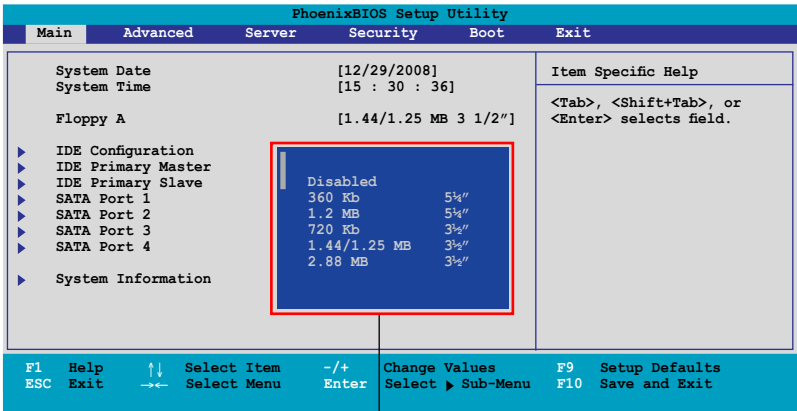 PhoenixBIOS Setup Utility
Main Advanced Server Security Boot Exit
System Date [12/29/2008]
System Time [15 : 30 : 36]
Floppy A [1.44/1.25 MB 3 1/2″]
IDE Configuration
IDE Primary Master
IDE Primary Slave
SATA Port 1
SATA Port 2
SATA Port 3
SATA Port 4
System Information
Disabled
360 Kb 5¼″
1.2 MB 5¼″
720 Kb 3½″
1.44/1.25 MB 3½″
2.88 MB 3½″
Item Specific Help
<Tab>, <Shift+Tab>, or
<Enter> selects field.
F1 Help ↑↓ Select Item -/+ Change Values F9 Setup Defaults
ESC Exit →← Select Menu Enter Select ▶ Sub-Menu F10 Save and Exit